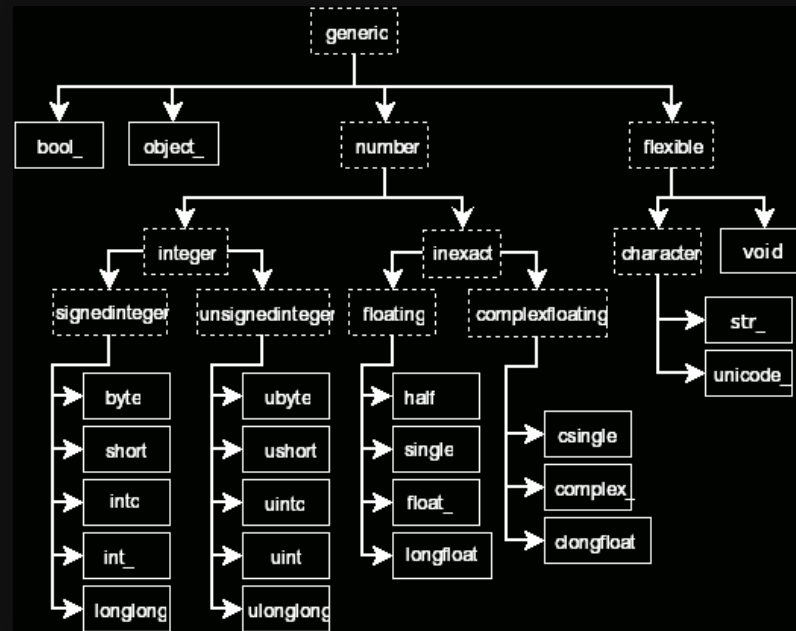 generic
bool_
object_
number
flexible
integer
inexact
character
void
signedinteger
unsignedinteger
floating
complexfloating
str_
unicode_
byte
ubyte
half
short
ushort
single
csingle
intc
uintc
float_
complex_
int_
uint
longfloat
clongfloat
longlong
ulonglong